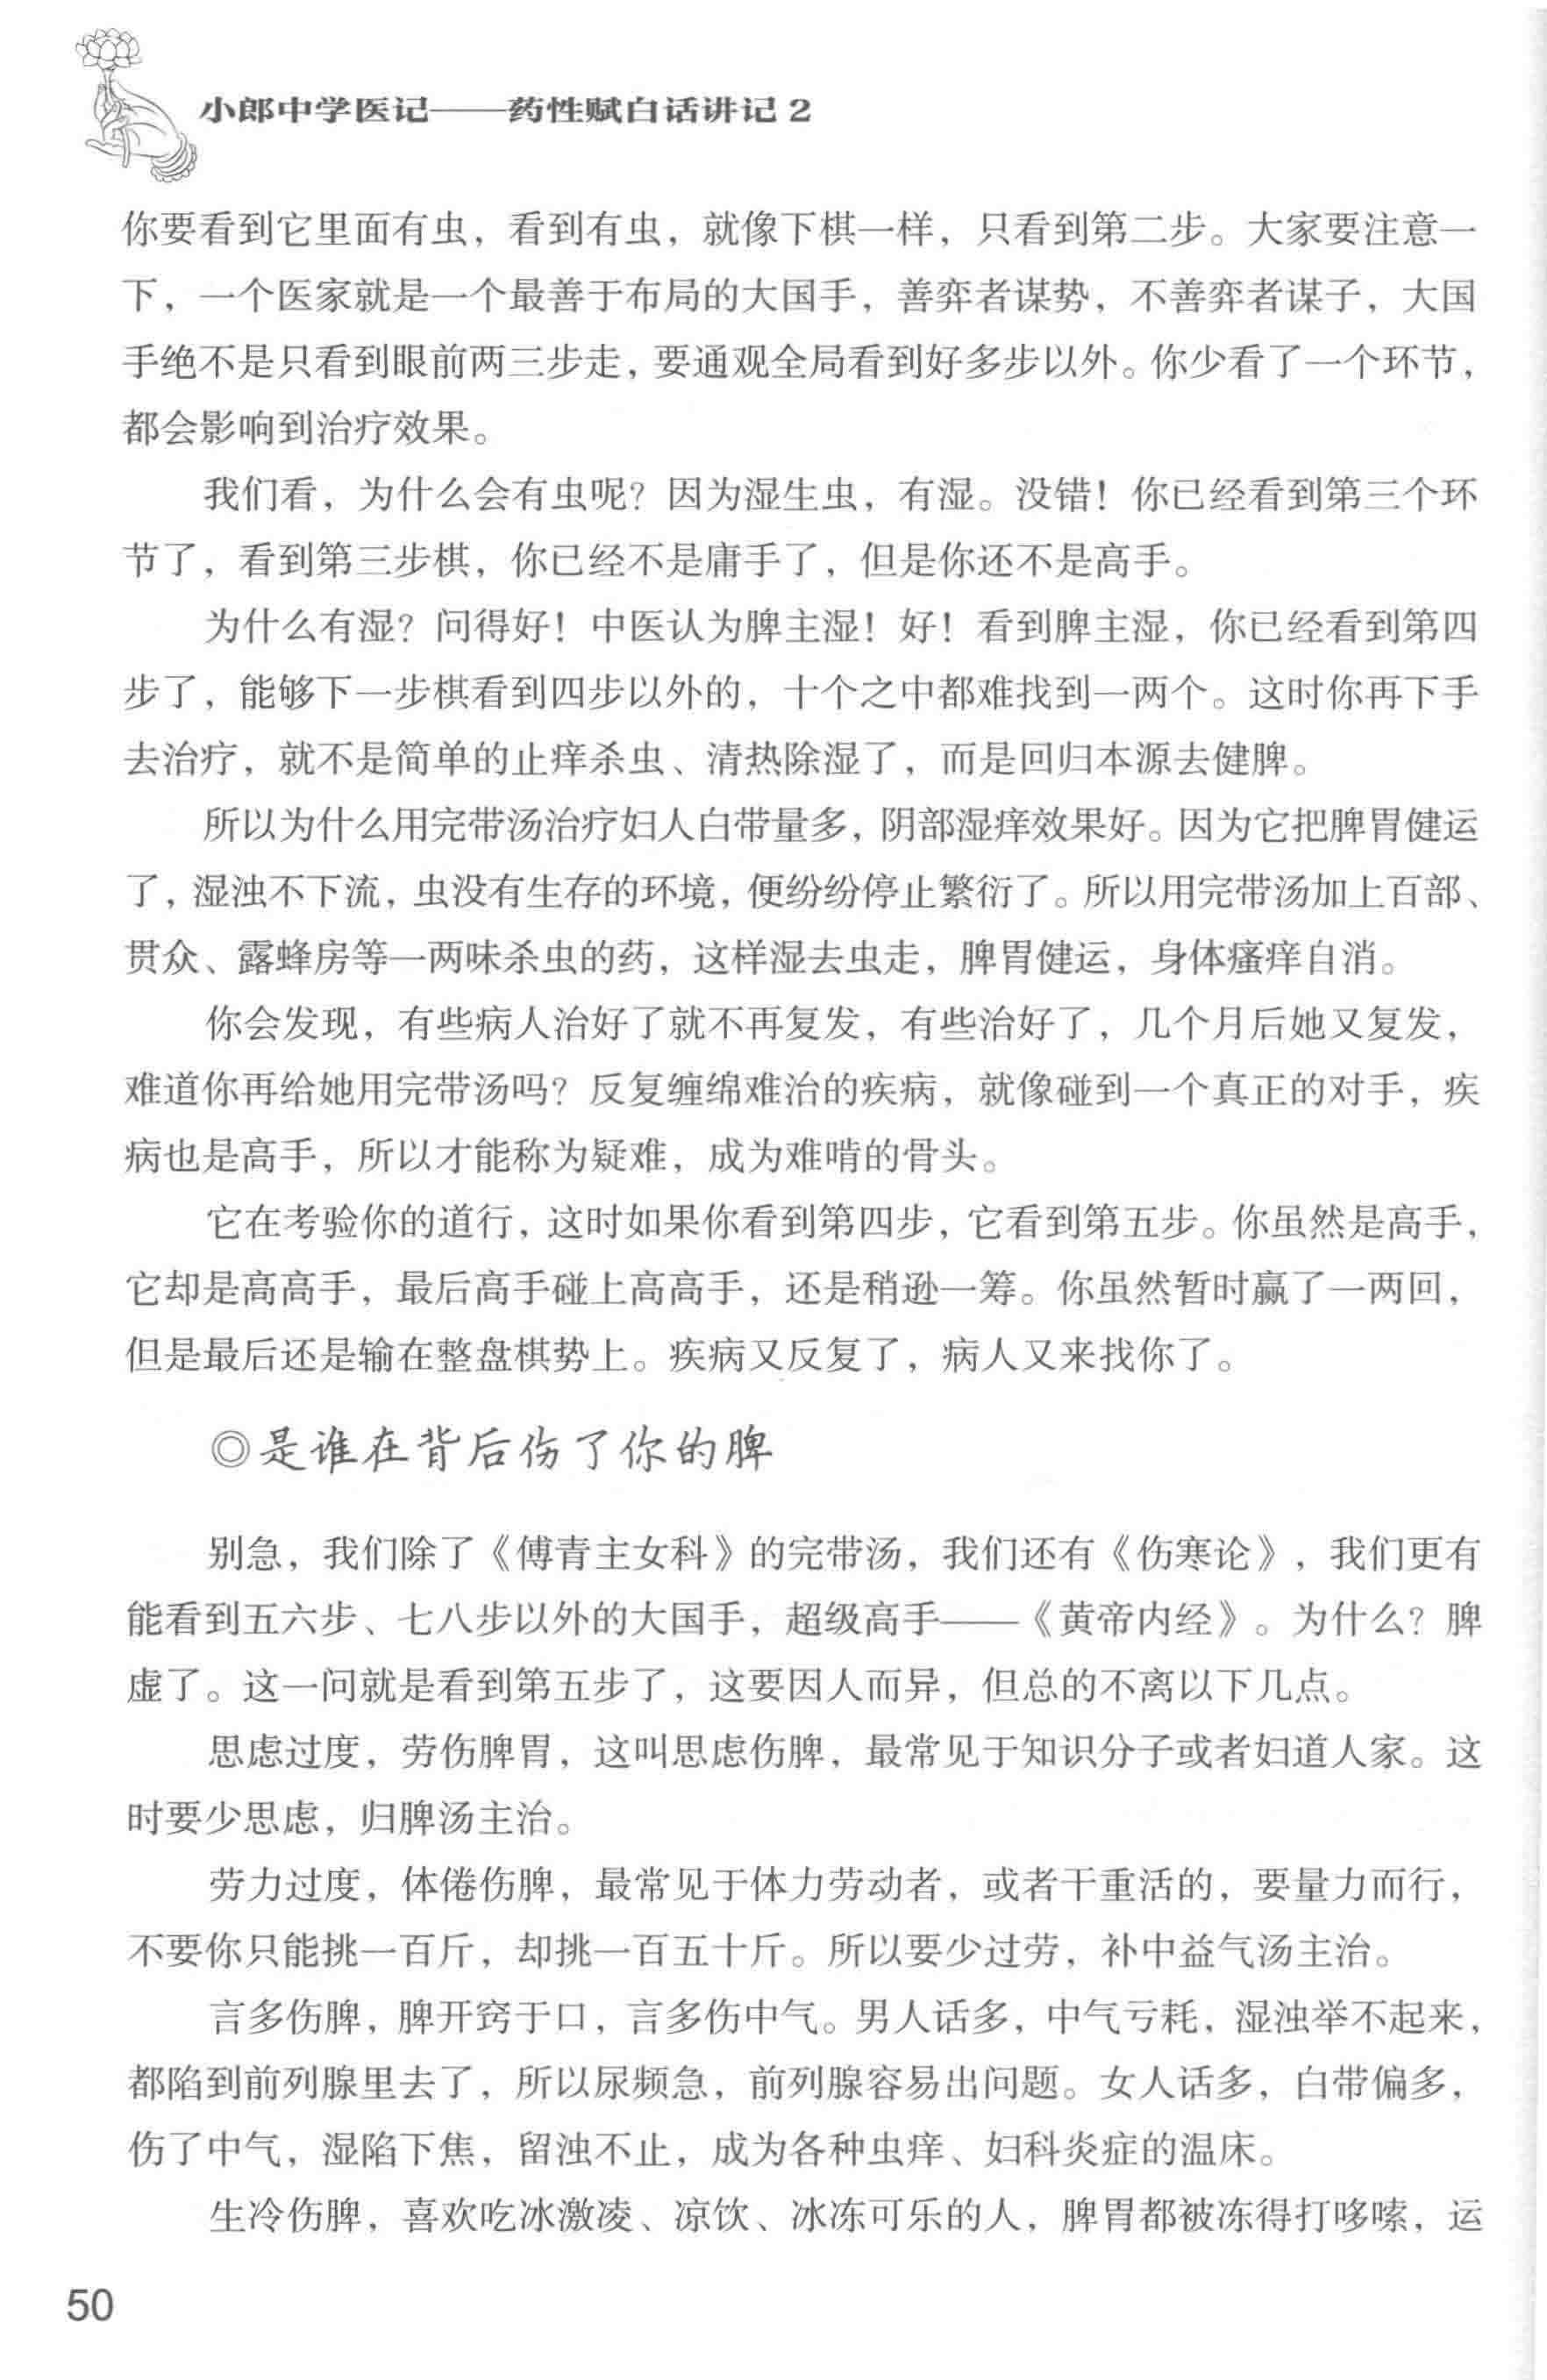 小郎中学医记——药性赋白话讲记2
你要看到它里面有虫，看到有虫，就像下棋一样，只看到第二步。大家要注意一
下，一个医家就是一个最善于布局的大国手，善弈者谋势，不善弈者谋子，大国
手绝不是只看到眼前两三步走，要通观全局看到好多步以外。你少看了一个环节，
都会影响到治疗效果。
我们看，为什么会有虫呢？因为湿生虫，有湿。没错！你已经看到第三个环
节了，看到第三步棋，你已经不是庸手了，但是你还不是高手。
为什么有湿？问得好！中医认为脾主湿！好！看到脾主湿，你已经看到第四
步了，能够下一步棋看到四步以外的，十个之中都难找到一两个。这时你再下手
去治疗，就不是简单的止痒杀虫、清热除湿了，而是回归本源去健脾。
所以为什么用完带汤治疗妇人白带量多，阴部湿痒效果好。因为它把脾胃健运
了，湿浊不下流，虫没有生存的环境，便纷纷停止繁衍了。所以用完带汤加上百部、
贯众、露蜂房等一两味杀虫的药，这样湿去虫走，脾胃健运，身体瘙痒自消。
你会发现，有些病人治好了就不再复发，有些治好了，几个月后她又复发，
难道你再给她用完带汤吗？反复缠绵难治的疾病，就像碰到一个真正的对手，疾
病也是高手，所以才能称为疑难，成为难啃的骨头。
它在考验你的道行，这时如果你看到第四步，它看到第五步。你虽然是高手，
它却是高高手，最后高手碰上高高手，还是稍逊一筹。你虽然暂时赢了一两回，
但是最后还是输在整盘棋势上。疾病又反复了，病人又来找你了。
◎是谁在背后伤了你的脾
别急，我们除了《傅青主女科》的完带汤，我们还有《伤寒论》，我们更有
能看到五六步、七八步以外的大国手，超级高手——《黄帝内经》。为什么？脾
虚了。这一问就是看到第五步了，这要因人而异，但总的不离以下几点。
思虑过度，劳伤脾胃，这叫思虑伤脾，最常见于知识分子或者妇道人家。这
时要少思虑，归脾汤主治。
劳力过度，体倦伤脾，最常见于体力劳动者，或者干重活的，要量力而行，
不要你只能挑一百斤，却挑一百五十斤。所以要少过劳，补中益气汤主治。
言多伤脾，脾开窍于口，言多伤中气。男人话多，中气亏耗，湿浊举不起来，
都陷到前列腺里去了，所以尿频急，前列腺容易出问题。女人话多，白带偏多，
伤了中气，湿陷下焦，留浊不止，成为各种虫痒、妇科炎症的温床。
生冷伤脾，喜欢吃冰激凌、凉饮、冰冻可乐的人，脾胃都被冻得打哆嗦，运
50